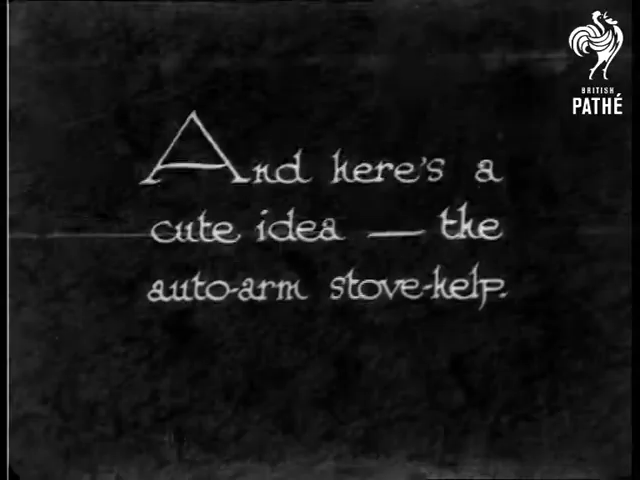 BRITISH
PATHÉ
And here's a
cute idea — the
auto-arm stove-help.